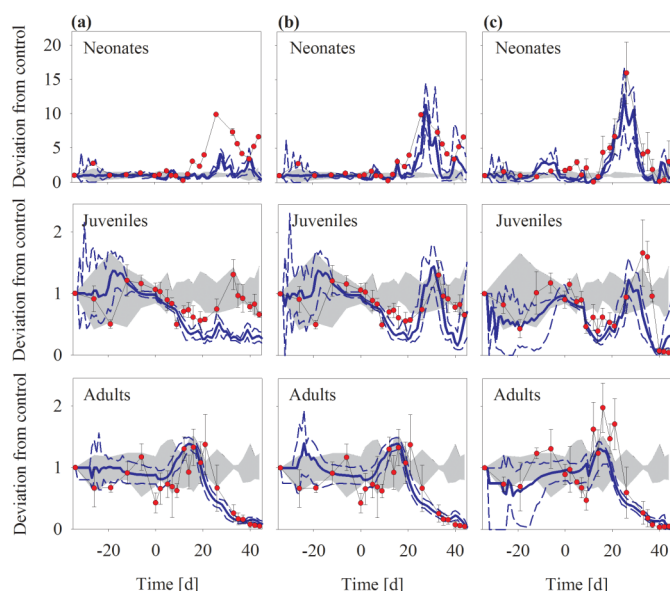 (a) (b) (c)
Neonates Neonates Neonates
Deviation from control
20
15
10
5
0
Juveniles Juveniles Juveniles
Deviation from control
2
1
0
Adults Adults Adults
Deviation from control
2
1
0
-20 0 20 40 -20 0 20 40 -20 0 20 40
Time [d] Time [d] Time [d]